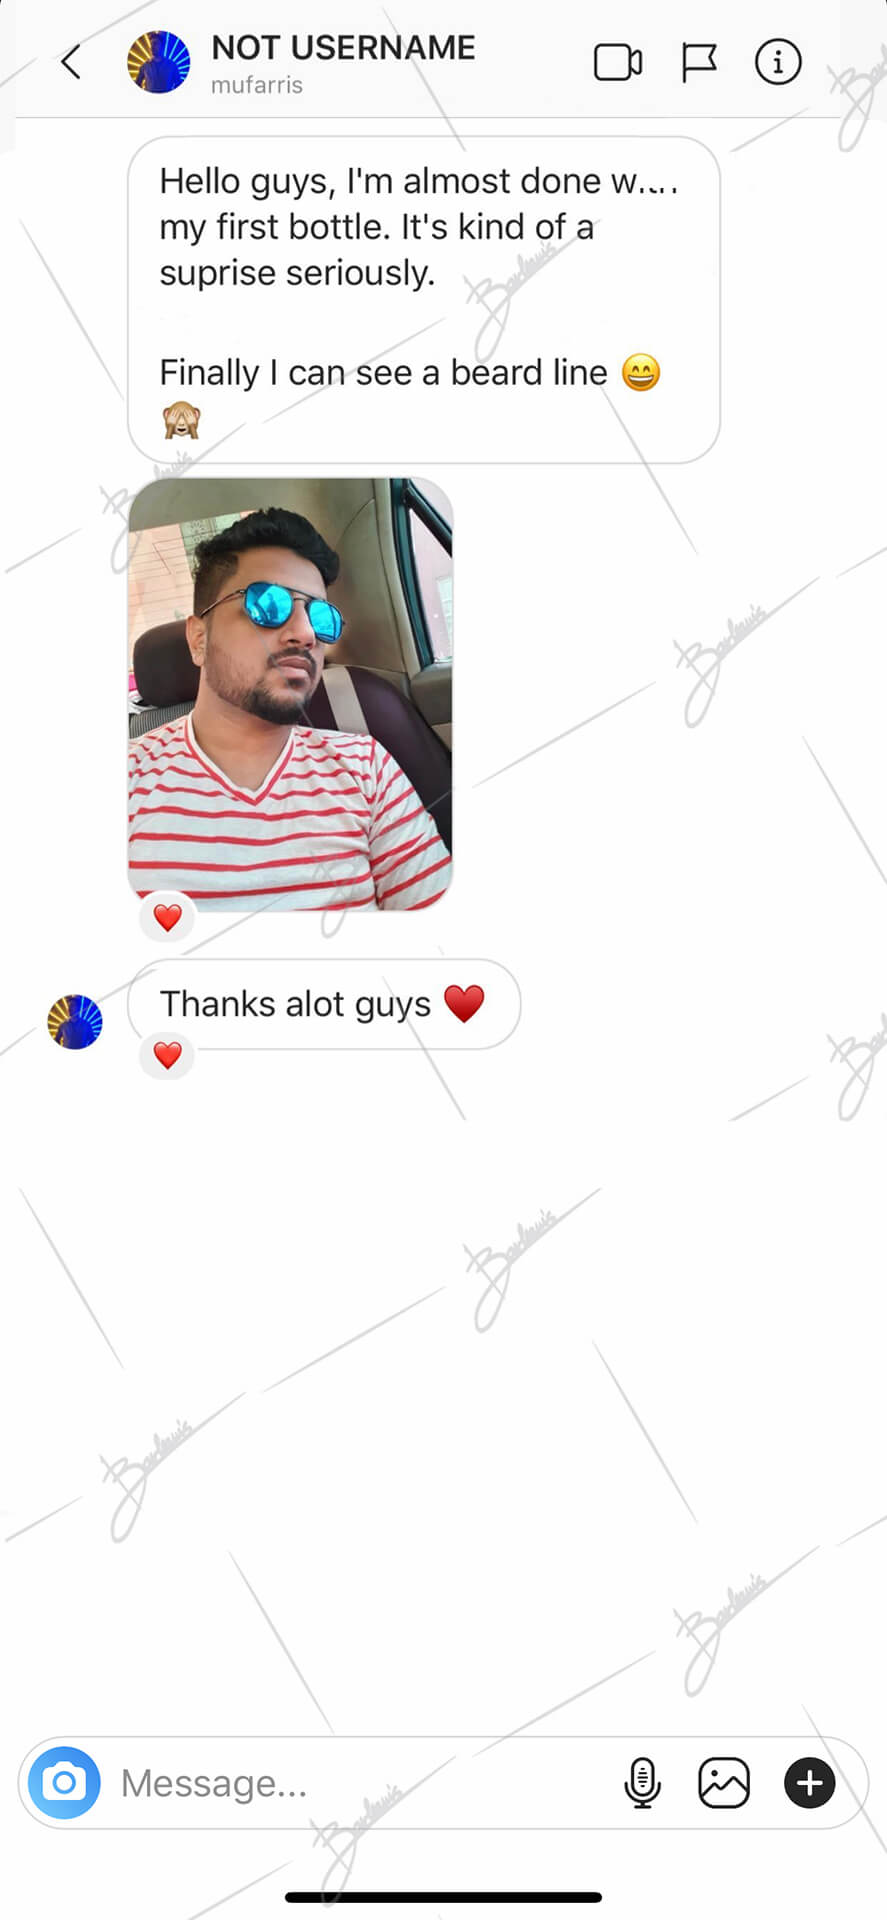 NOT USERNAME
mufarris
Hello guys, I'm almost done
my first bottle. It's kind of a
suprise seriously.
Finally I can see a beard line 😄
🙈
❤️
Thanks alot guys ♥️
❤️
Message...